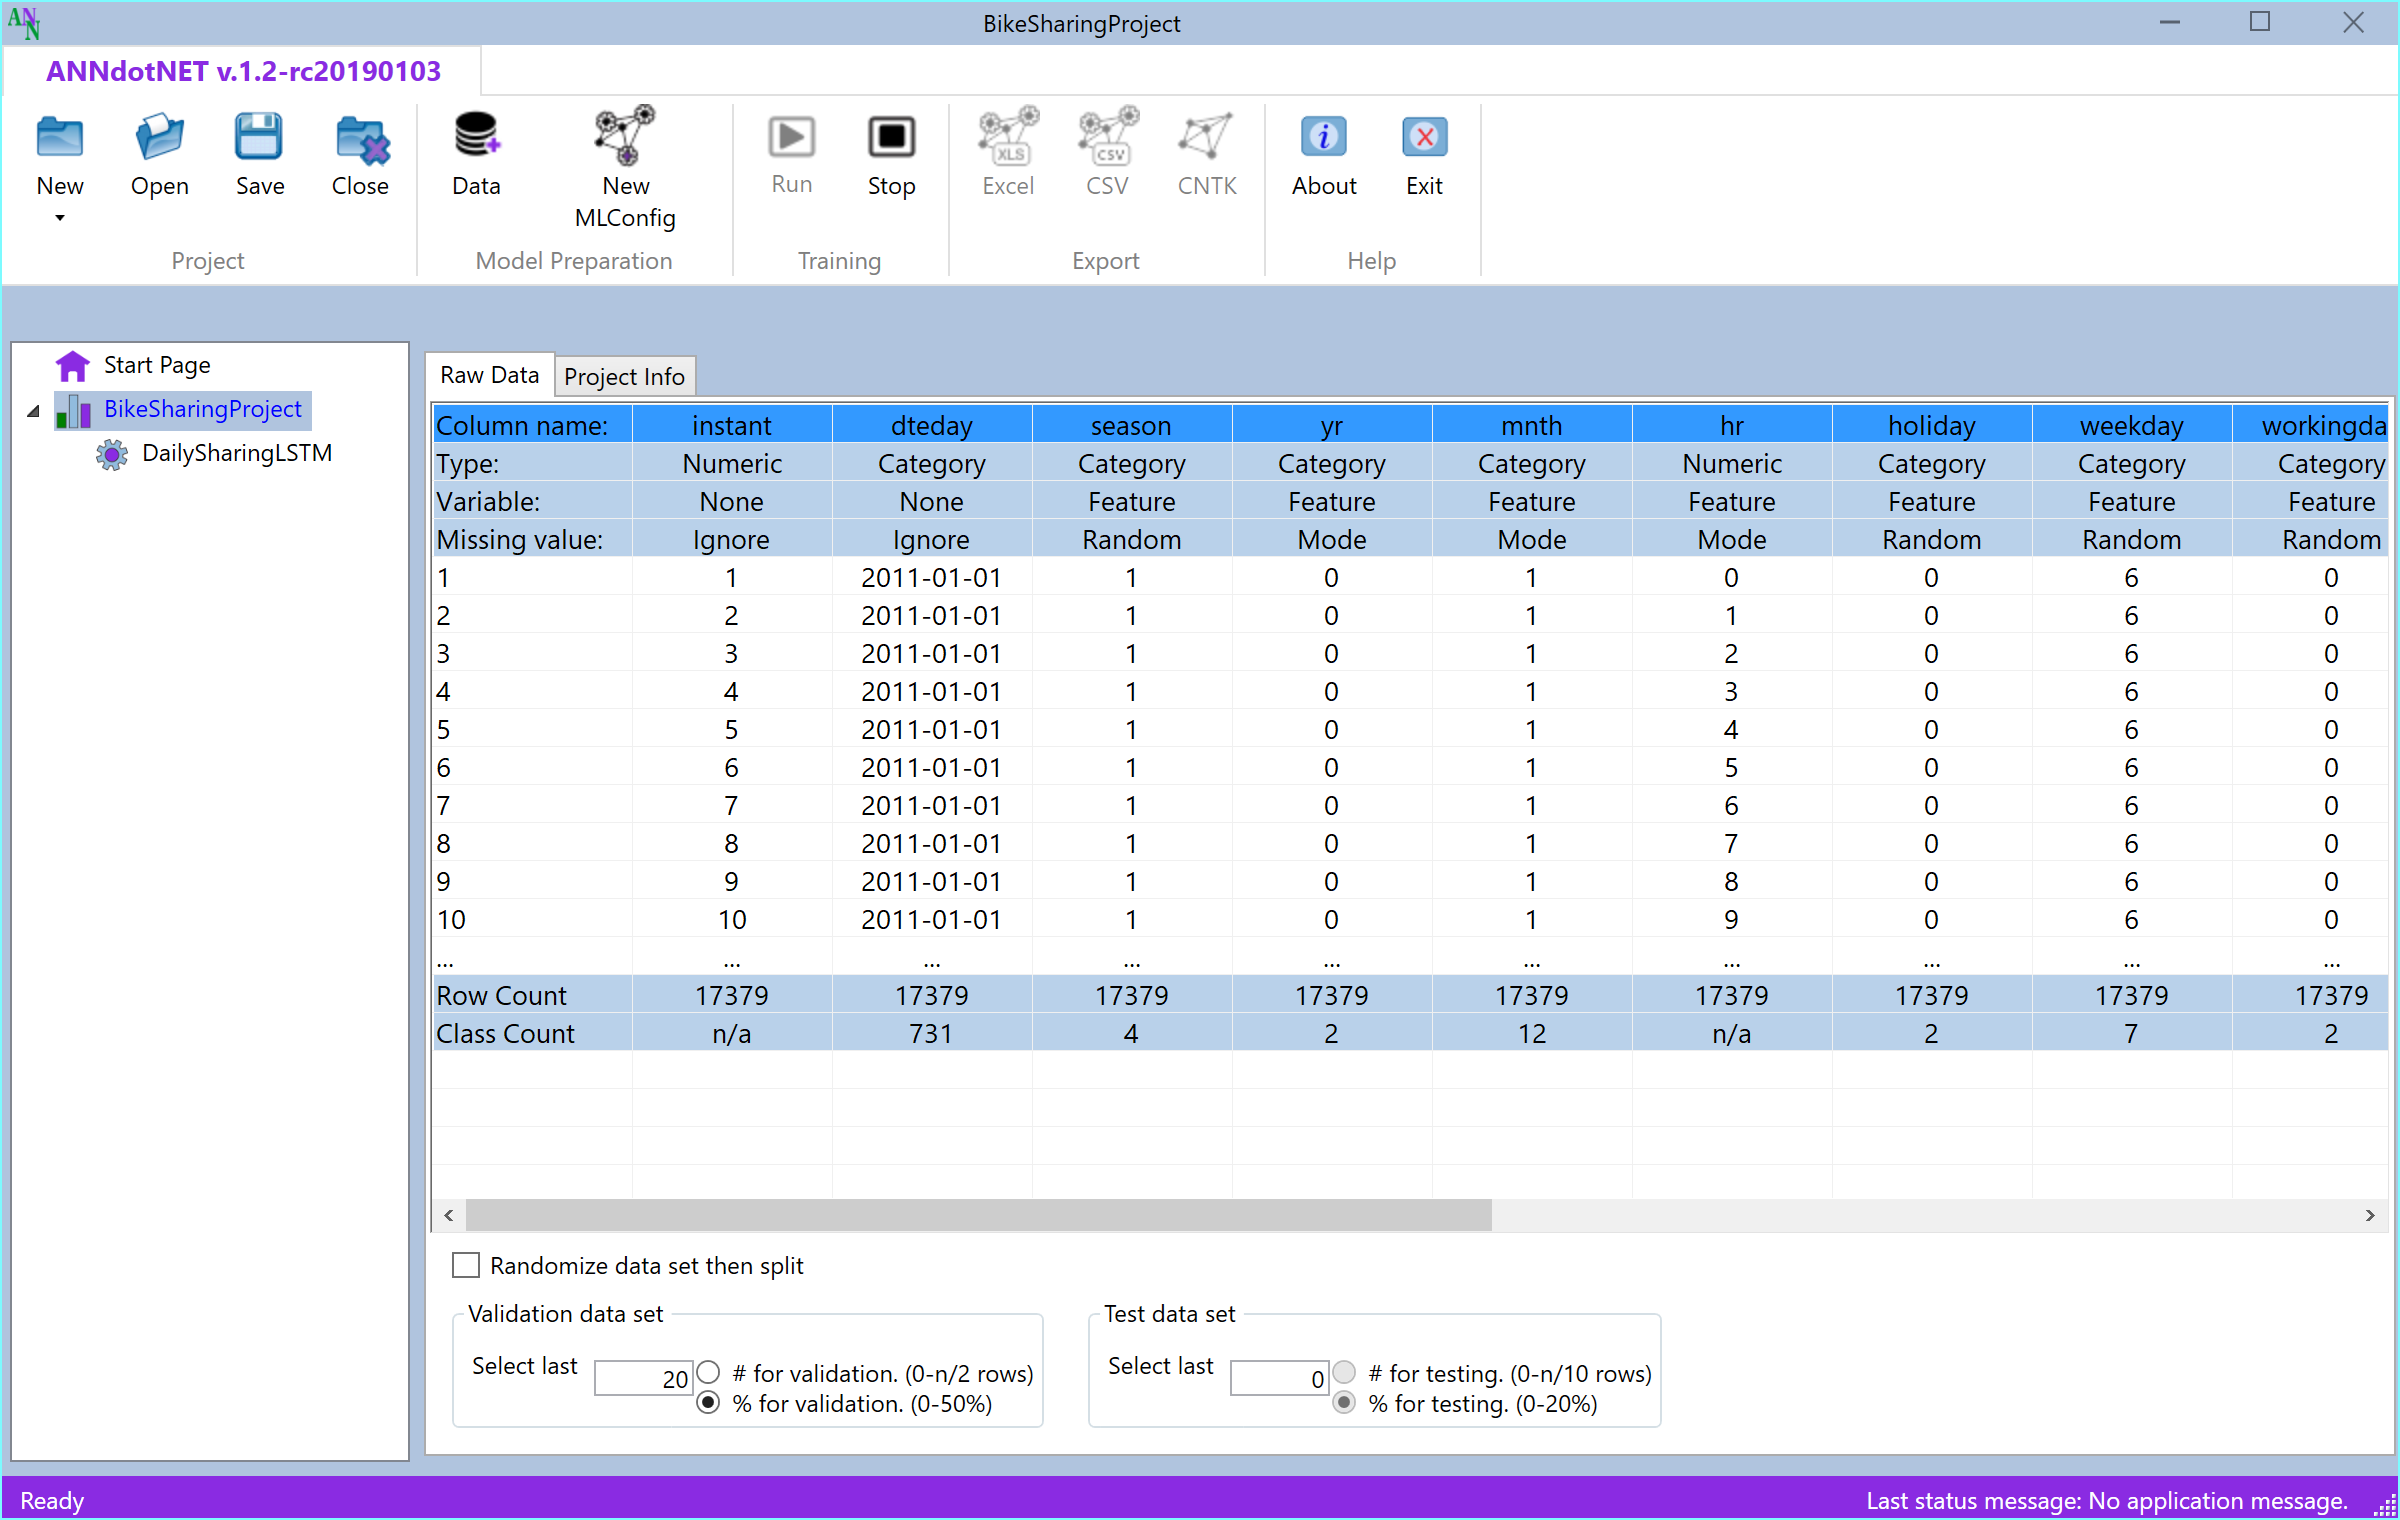 ANN
BikeSharingProject
ANNdotNET v.1.2-rc20190103
New Open Save Close Data New MLConfig Run Stop XLS Excel CSV CSV CNTK About Exit
Project Model Preparation Training Export Help
Start Page
BikeSharingProject
DailySharingLSTM
Raw Data Project Info
Column name: instant dteday season yr mnth hr holiday weekday workingda
Type: Numeric Category Category Category Category Numeric Category Category Category
Variable: None None Feature Feature Feature Feature Feature Feature Feature
Missing value: Ignore Ignore Random Mode Mode Mode Random Random Random
1 1 2011-01-01 1 0 1 0 0 6 0
2 2 2011-01-01 1 0 1 1 0 6 0
3 3 2011-01-01 1 0 1 2 0 6 0
4 4 2011-01-01 1 0 1 3 0 6 0
5 5 2011-01-01 1 0 1 4 0 6 0
6 6 2011-01-01 1 0 1 5 0 6 0
7 7 2011-01-01 1 0 1 6 0 6 0
8 8 2011-01-01 1 0 1 7 0 6 0
9 9 2011-01-01 1 0 1 8 0 6 0
10 10 2011-01-01 1 0 1 9 0 6 0
... ... ... ... ... ... ... ... ... ...
Row Count 17379 17379 17379 17379 17379 17379 17379 17379 17379
Class Count n/a 731 4 2 12 n/a 2 7 2
Randomize data set then split
Validation data set
Select last 20 # for validation. (0-n/2 rows)
% for validation. (0-50%)
Test data set
Select last 0 # for testing. (0-n/10 rows)
% for testing. (0-20%)
Ready
Last status message: No application message.